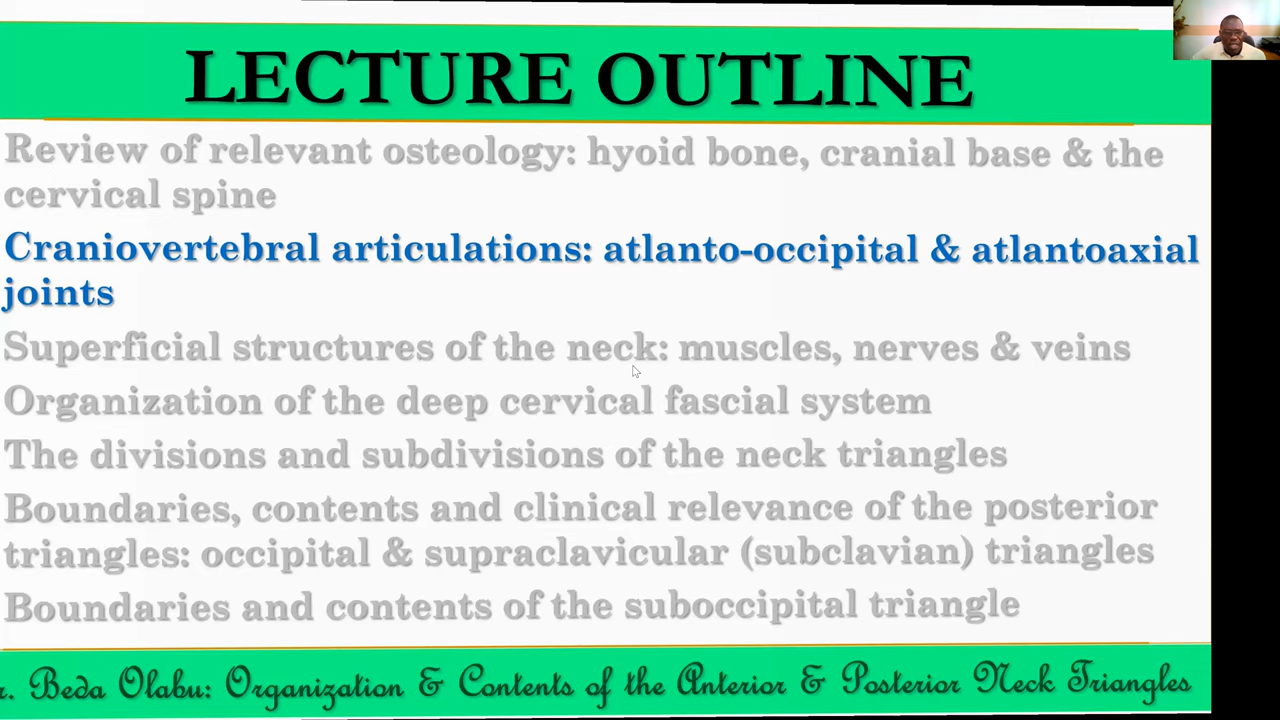 LECTURE OUTLINE
Review of relevant osteology: hyoid bone, cranial base & the
cervical spine
Craniovertebral articulations: atlanto-occipital & atlantoaxial
joints
Superficial structures of the neck: muscles, nerves & veins
Organization of the deep cervical fascial system
The divisions and subdivisions of the neck triangles
Boundaries, contents and clinical relevance of the posterior
triangles: occipital & supraclavicular (subclavian) triangles
Boundaries and contents of the suboccipital triangle
r. Beda Olabu: Organization & Contents of the Anterior & Posterior Neck Triangles